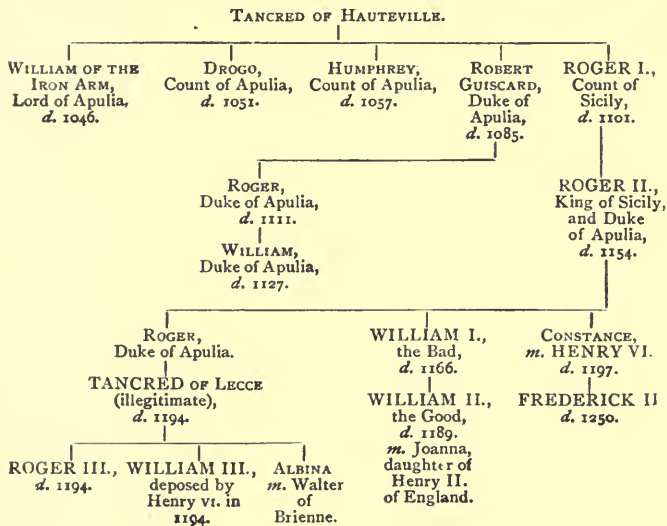 TANCRED OF HAUTEVILLE.
WILLIAM OF THE
IRON ARM,
Lord of Apulia,
d. 1046.
DROGO,
Count of Apulia,
d. 1051.
HUMPHREY,
Count of Apulia,
d. 1057.
ROBERT
GUISCARD,
Duke of
Apulia,
d. 1085.
ROGER I.,
Count of
Sicily,
d. 1101.
ROGER,
Duke of Apulia,
d. 1111.
WILLIAM,
Duke of Apulia,
d. 1127.
ROGER II.,
King of Sicily,
and Duke
of Apulia,
d. 1154.
ROGER,
Duke of Apulia.
TANCRED OF LECCE
(illegitimate),
d. 1194.
WILLIAM I.,
the Bad,
d. 1166.
WILLIAM II.,
the Good,
d. 1189.
m. Joanna,
daughter of
Henry II.
of England.
CONSTANCE,
m. HENRY VI.
d. 1197.
FREDERICK II
d. 1250.
ROGER III.,
d. 1194.
WILLIAM III.,
deposed by
Henry VI. in
1194.
ALBINA
m. Walter
of
Brienne.